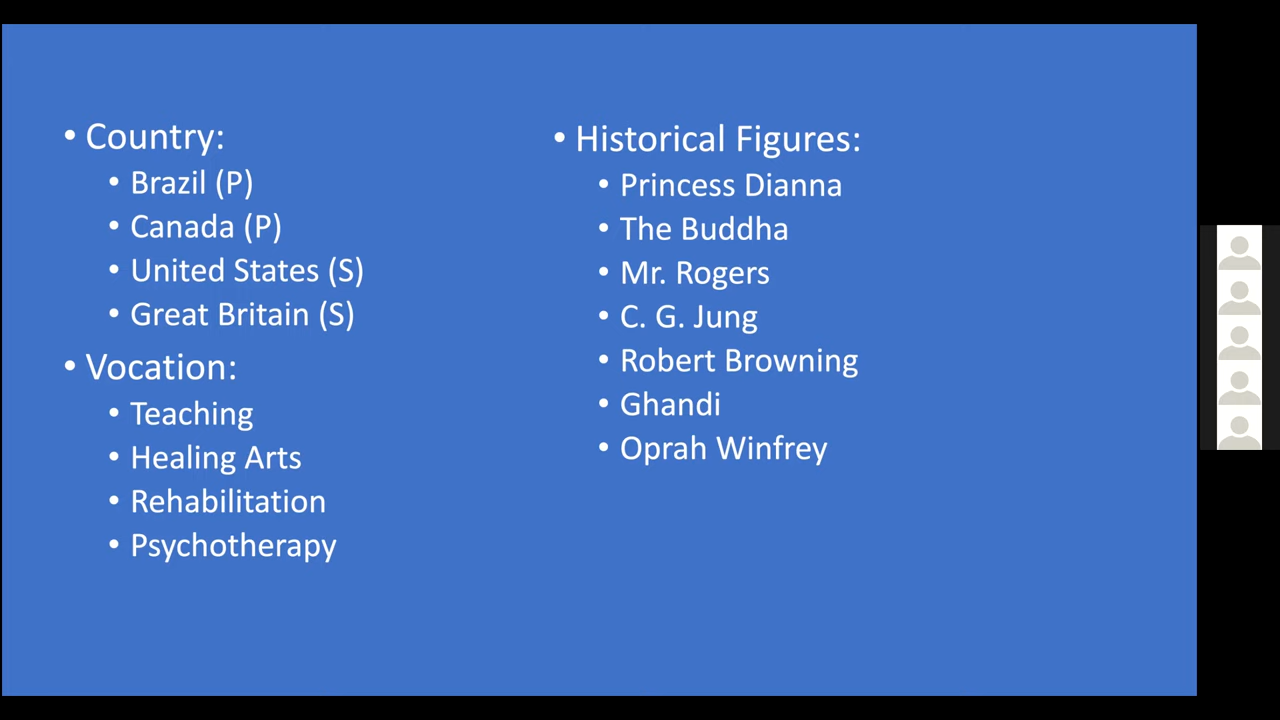 • Country:
• Brazil (P)
• Canada (P)
• United States (S)
• Great Britain (S)
• Vocation:
• Teaching
• Healing Arts
• Rehabilitation
• Psychotherapy
• Historical Figures:
• Princess Dianna
• The Buddha
• Mr. Rogers
• C. G. Jung
• Robert Browning
• Ghandi
• Oprah Winfrey